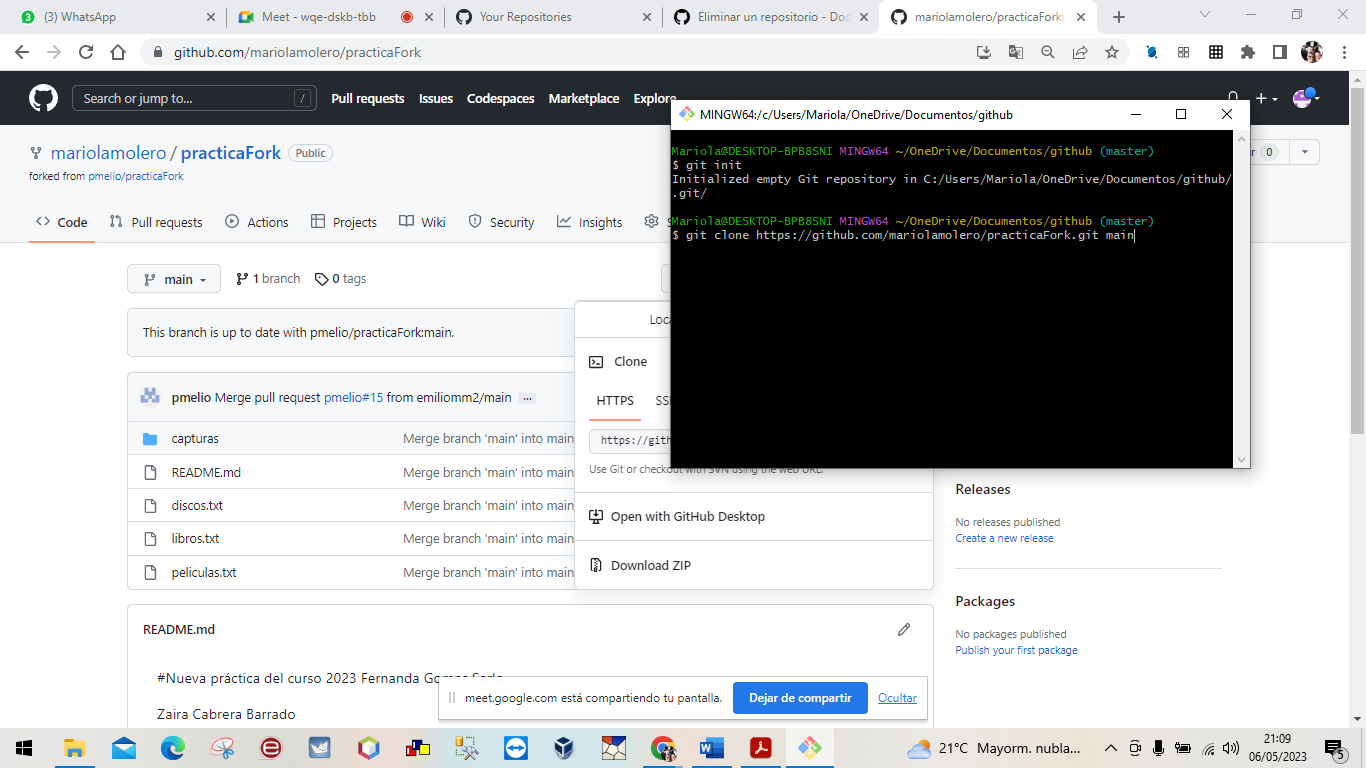 (3) WhatsApp
Meet - wqe-dskb-tbb
Your Repositories
Eliminar un repositorio - Doc
mariolamolero/practicaFork
github.com/mariolamolero/practicaFork
Search or jump to...
/
Pull requests
Issues
Codespaces
Marketplace
Explore
mariolamolero / practicaFork
Public
forked from pmelio/practicaFork
0
Code
Pull requests
Actions
Projects
Wiki
Security
Insights
main
1 branch
0 tags
This branch is up to date with pmelio/practicaFork:main.
pmelio Merge pull request pmelio#15 from emiliomm2/main ...
capturas Merge branch 'main' into main
README.md Merge branch 'main' into main
discos.txt Merge branch 'main' into main
libros.txt Merge branch 'main' into main
peliculas.txt Merge branch 'main' into main
Clone
HTTPS
Use Git or checkout with SVN using the web URL.
Open with GitHub Desktop
Download ZIP
MINGW64:/c/Users/Mariola/OneDrive/Documentos/github
Mariola@DESKTOP-BPB8SNI MINGW64 ~/OneDrive/Documentos/github (master)
$ git init
Initialized empty Git repository in C:/Users/Mariola/OneDrive/Documentos/github/
.git/
Mariola@DESKTOP-BPB8SNI MINGW64 ~/OneDrive/Documentos/github (master)
$ git clone https://github.com/mariolamolero/practicaFork.git main
Releases
No releases published
Create a new release
Packages
No packages published
Publish your first package
README.md
#Nueva práctica del curso 2023 Fernanda Gomes
Zaira Cabrera Barrado
meet.google.com está compartiendo tu pantalla.
Dejar de compartir
Ocultar
21°C Mayorm. nubla...
21:09
06/05/2023
5